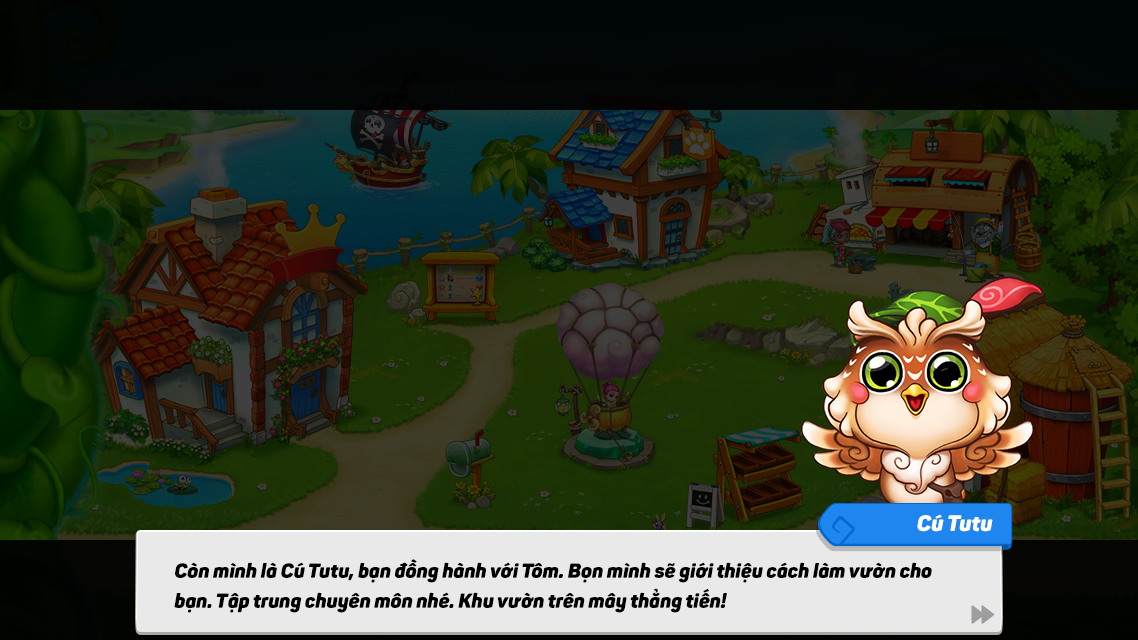 Cú Tutu
Còn mình là Cú Tutu, bạn đồng hành với Tôm. Bọn mình sẽ giới thiệu cách làm vườn cho
bạn. Tập trung chuyên môn nhé. Khu vườn trên mây thẳng tiến!